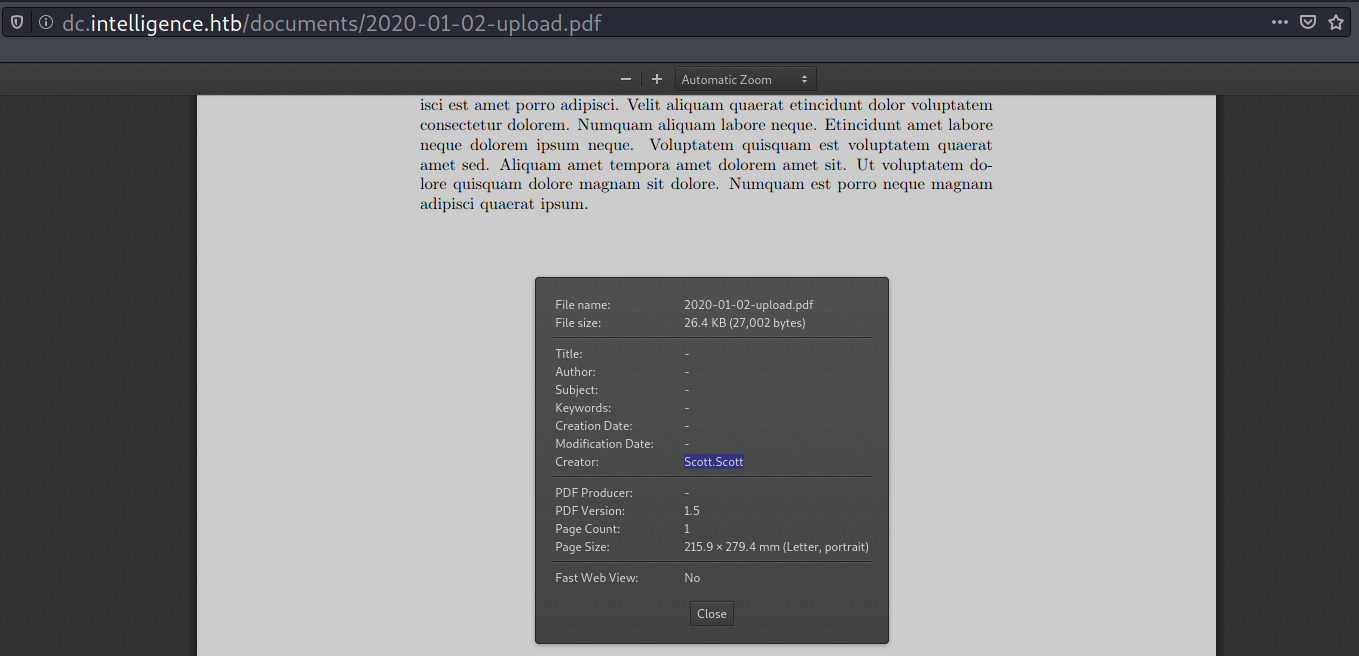 dc.intelligence.htb/documents/2020-01-02-upload.pdf
Automatic Zoom
isci est amet porro adipisci. Velit aliquam quaerat etincidunt dolor voluptatem
consectetur dolorem. Numquam aliquam labore neque. Etincidunt amet labore
neque dolorem ipsum neque. Voluptatem quisquam est voluptatem quaerat
amet sed. Aliquam amet tempora amet dolorem amet sit. Ut voluptatem do-
lore quisquam dolore magnam sit dolore. Numquam est porro neque magnam
adipisci quaerat ipsum.
File name: 2020-01-02-upload.pdf
File size: 26.4 KB (27,002 bytes)
Title: -
Author: -
Subject: -
Keywords: -
Creation Date: -
Modification Date: -
Creator: Scott.Scott
PDF Producer: -
PDF Version: 1.5
Page Count: 1
Page Size: 215.9 × 279.4 mm (Letter, portrait)
Fast Web View: No
Close